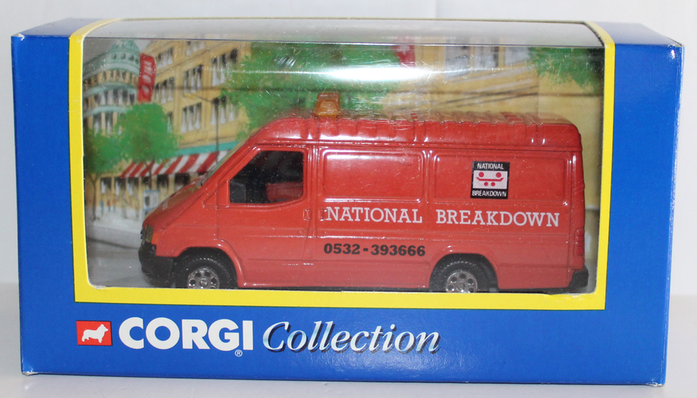 NATIONAL
BREAKDOWN
NATIONAL BREAKDOWN
0532-393666
CORGI® Collection